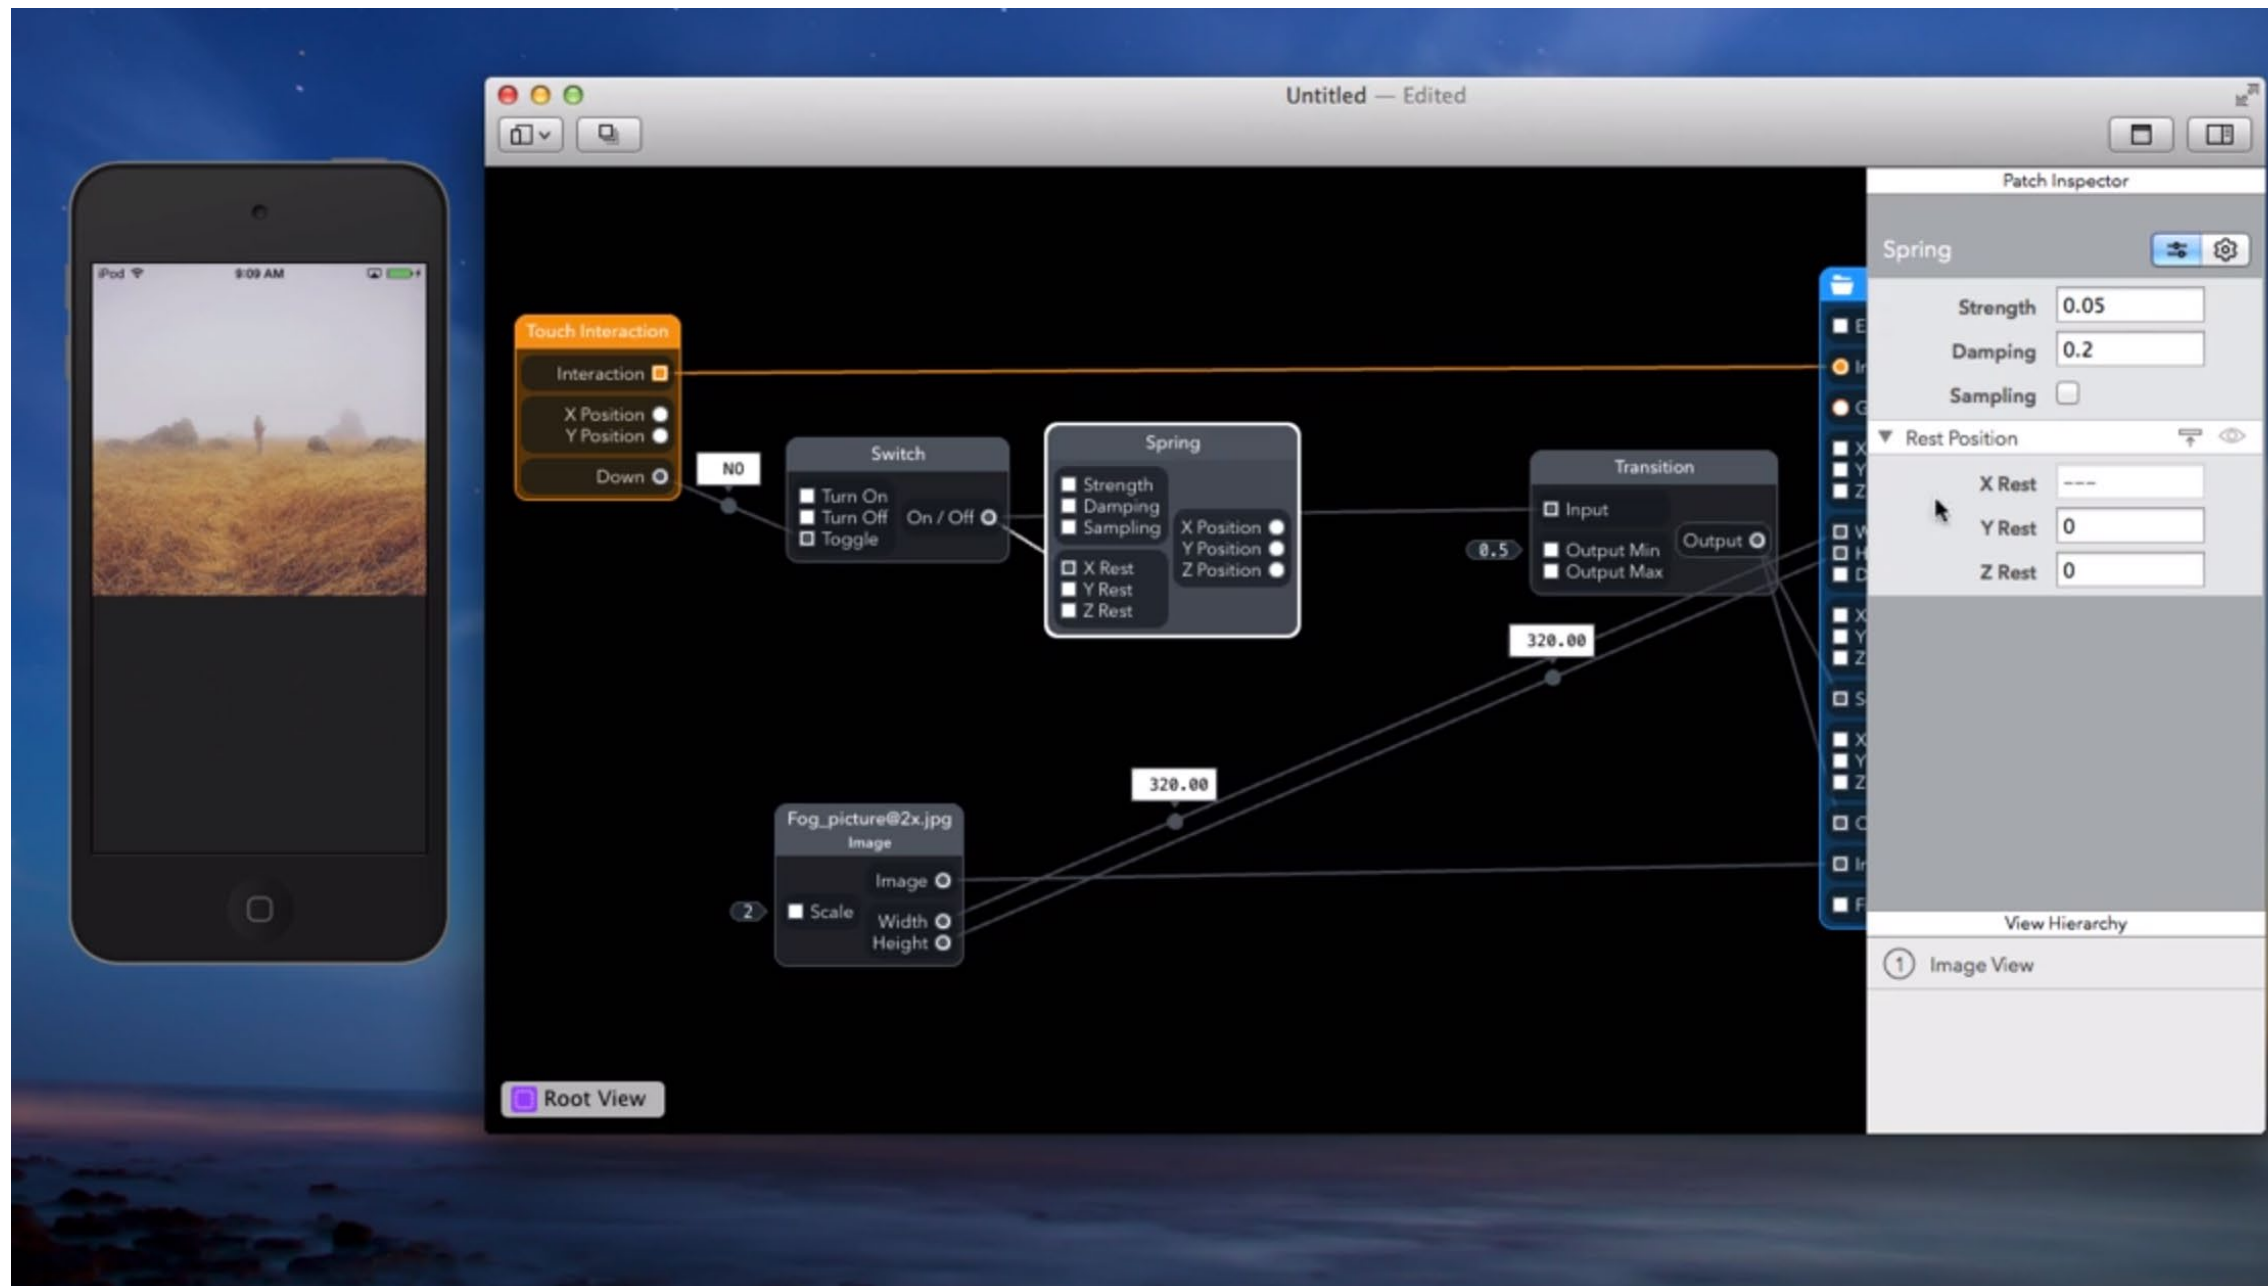 Untitled — Edited
iPod
9:09 AM
Patch Inspector
Spring
Strength 0.05
Damping 0.2
Sampling
Rest Position
X Rest ---
Y Rest 0
Z Rest 0
View Hierarchy
1 Image View
Touch Interaction
Interaction
X Position
Y Position
Down
NO
Switch
Turn On
Turn Off
Toggle
On / Off
Spring
Strength
Damping
Sampling
X Rest
Y Rest
Z Rest
X Position
Y Position
Z Position
Transition
Input
0.5
Output Min
Output Max
Output
320.00
320.00
Fog_picture@2x.jpg
Image
Image
2
Scale
Width
Height
E
G
X
Y
Z
W
H
D
X
Y
Z
S
X
Y
Z
F
Root View